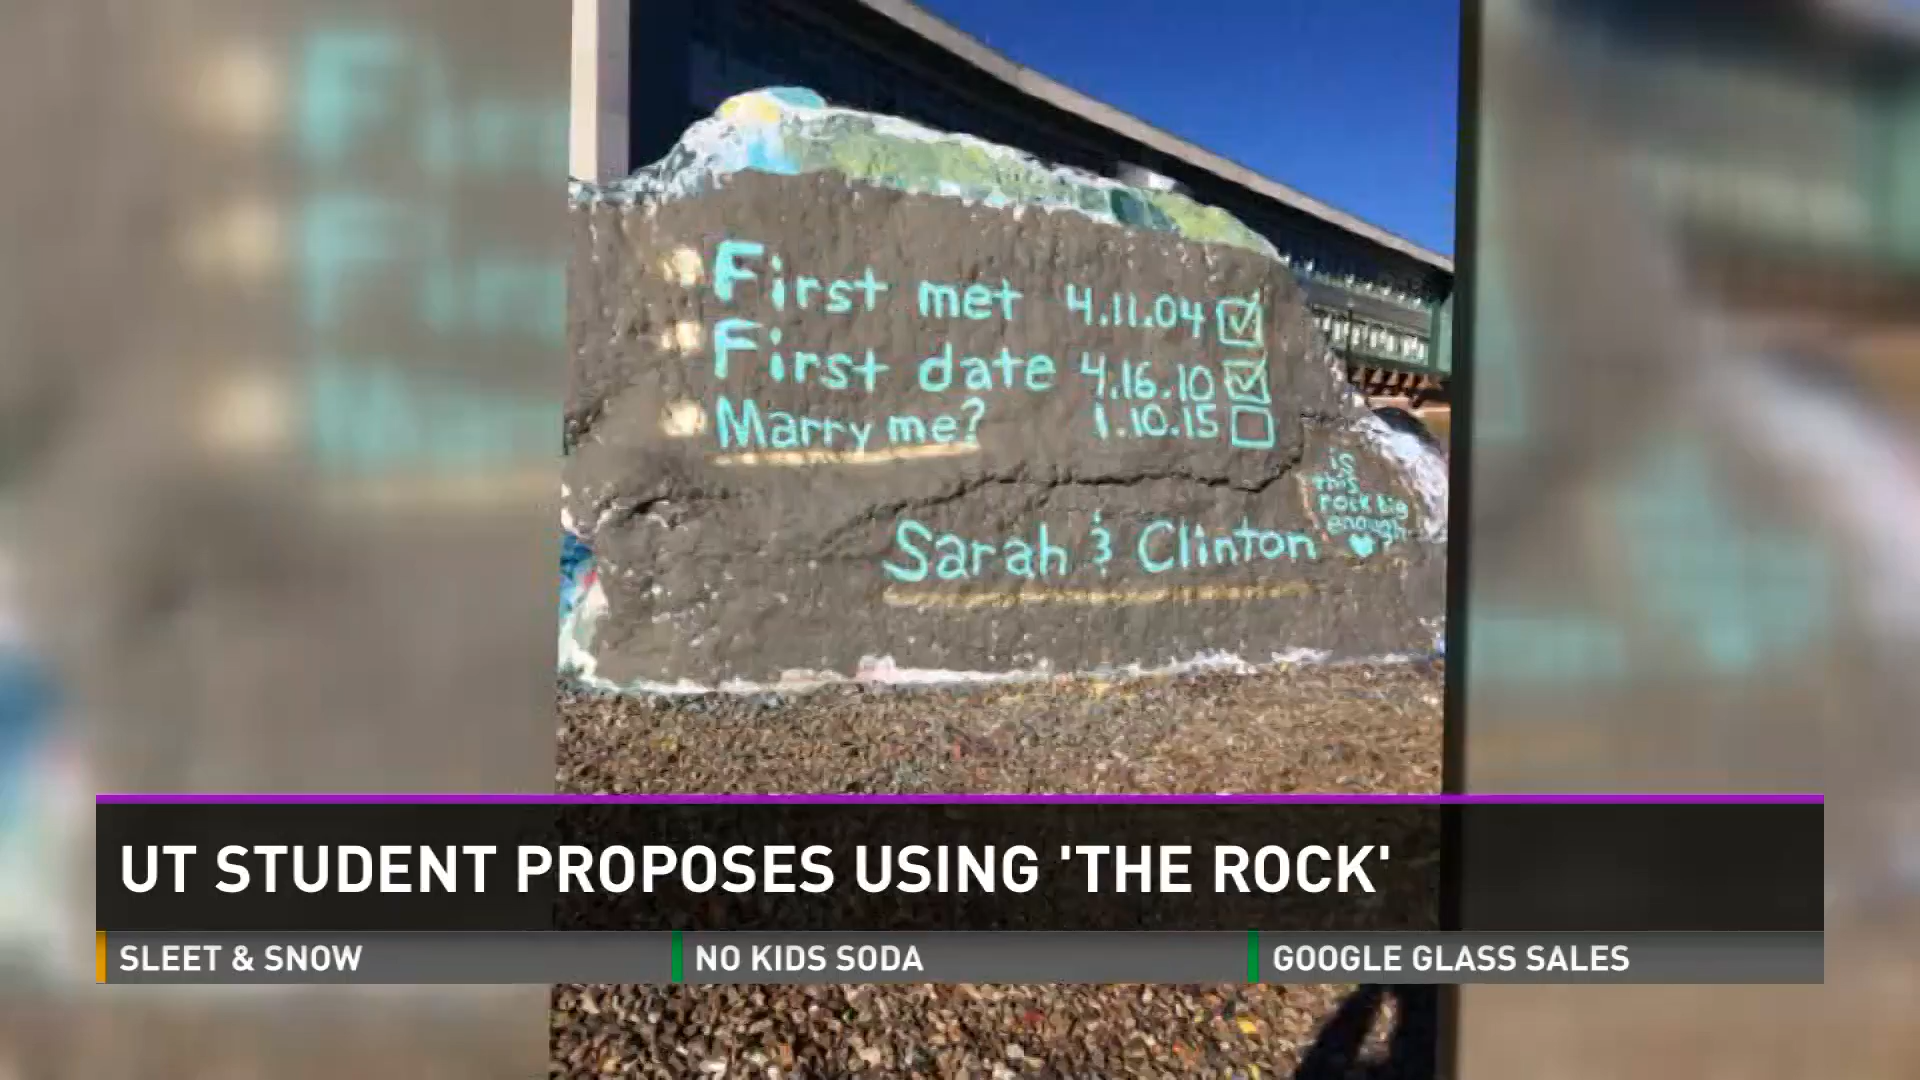 First met 4.11.04
First date 4.16.10
Marry me? 1.10.15
is
this
rock big
enough
?
Sarah & Clinton
UT STUDENT PROPOSES USING 'THE ROCK'
SLEET & SNOW
NO KIDS SODA
GOOGLE GLASS SALES